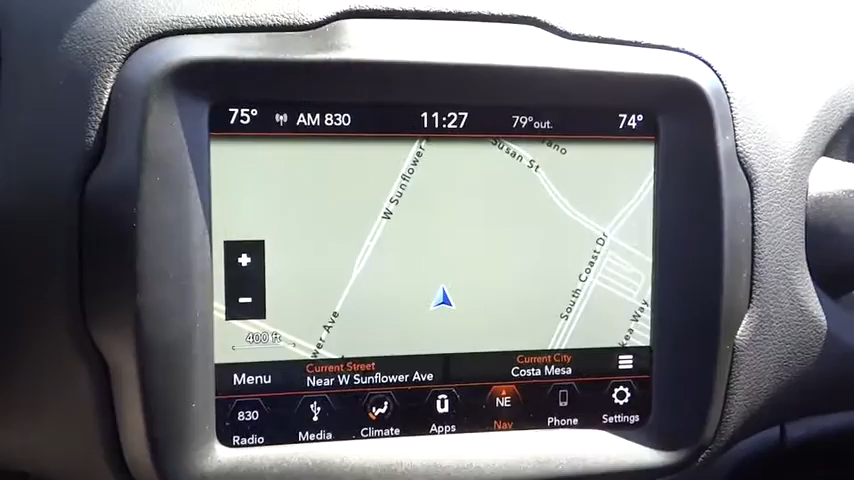 75° AM 830 11:27 79°out. 74°
W Sunflower
Susan St
ano
South Coast Dr
wer Ave
kea Way
+
-
400 ft
Menu
Current Street
Near W Sunflower Ave
Current City
Costa Mesa
830
NE
Radio Media Climate Apps Nav Phone Settings